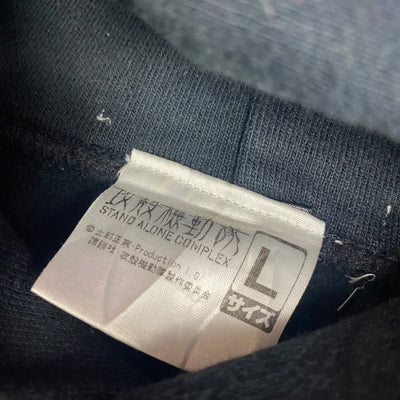 攻殻機動隊
STAND ALONE COMPLEX
©士郎正宗・Production I.G/
講談社・攻殻機動隊製作委員会
L
サイズ